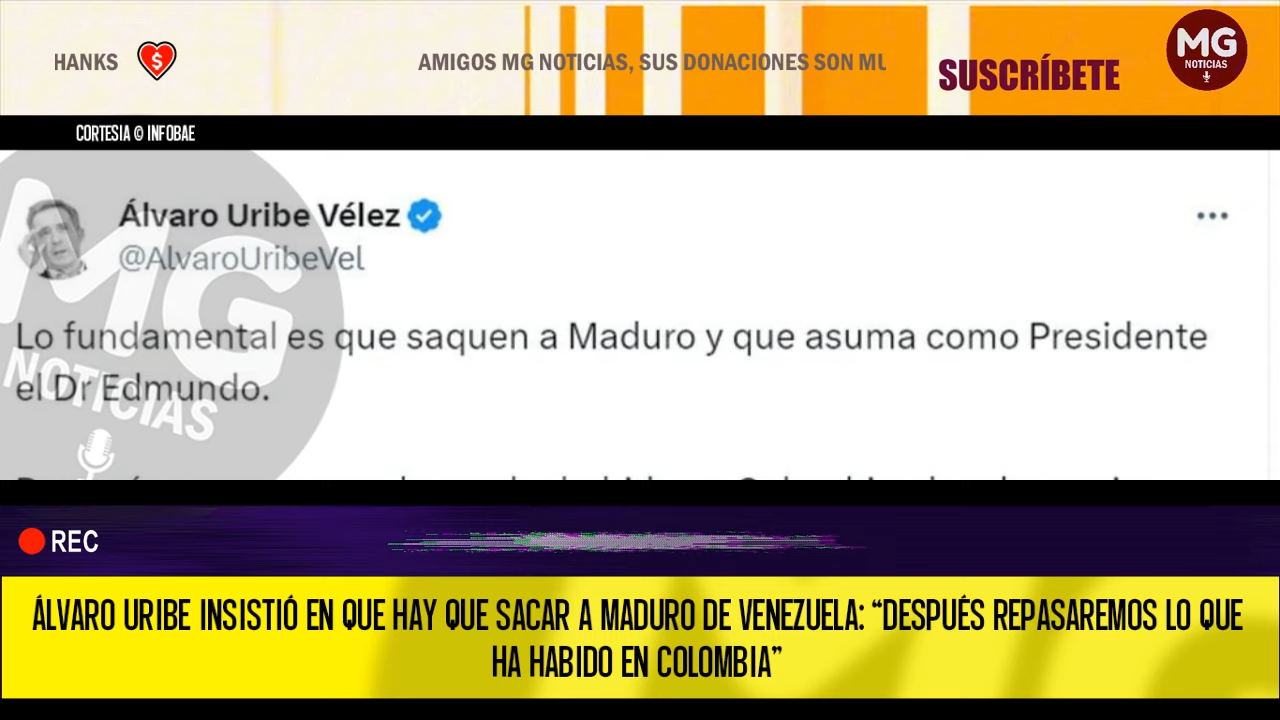 HANKS
AMIGOS MG NOTICIAS, SUS DONACIONES SON MU
SUSCRÍBETE
MG
NOTICIAS
CORTESIA © INFOBAE
Álvaro Uribe Vélez
@AlvaroUribeVel
Lo fundamental es que saquen a Maduro y que asuma como Presidente
el Dr Edmundo.
MG
NOTICIAS
REC
ÁLVARO URIBE INSISTIÓ EN QUE HAY QUE SACAR A MADURO DE VENEZUELA: “DESPUÉS REPASAREMOS LO QUE
HA HABIDO EN COLOMBIA”